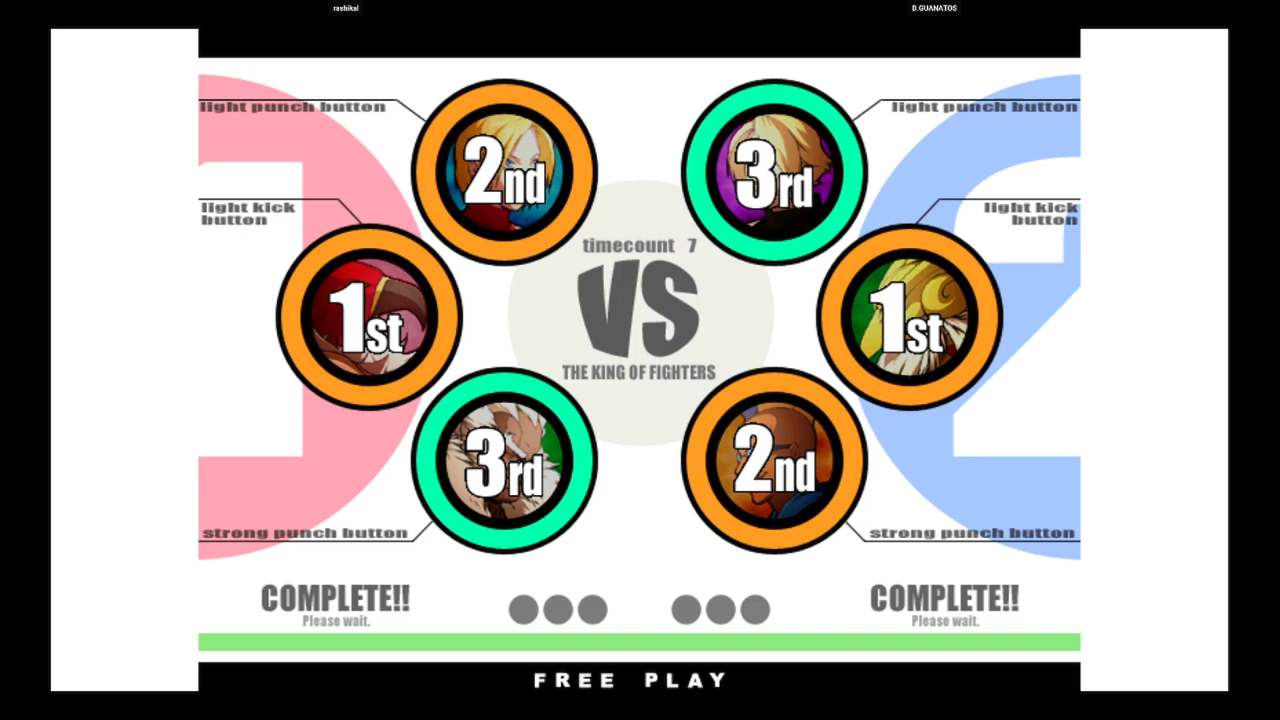 rashikal
D.GUANATOS
light punch button
light punch button
2nd
3rd
light kick
button
light kick
button
timecount 7
VS
THE KING OF FIGHTERS
1st
1st
3rd
2nd
strong punch button
strong punch button
COMPLETE!!
Please wait.
COMPLETE!!
Please wait.
FREE PLAY
1
2